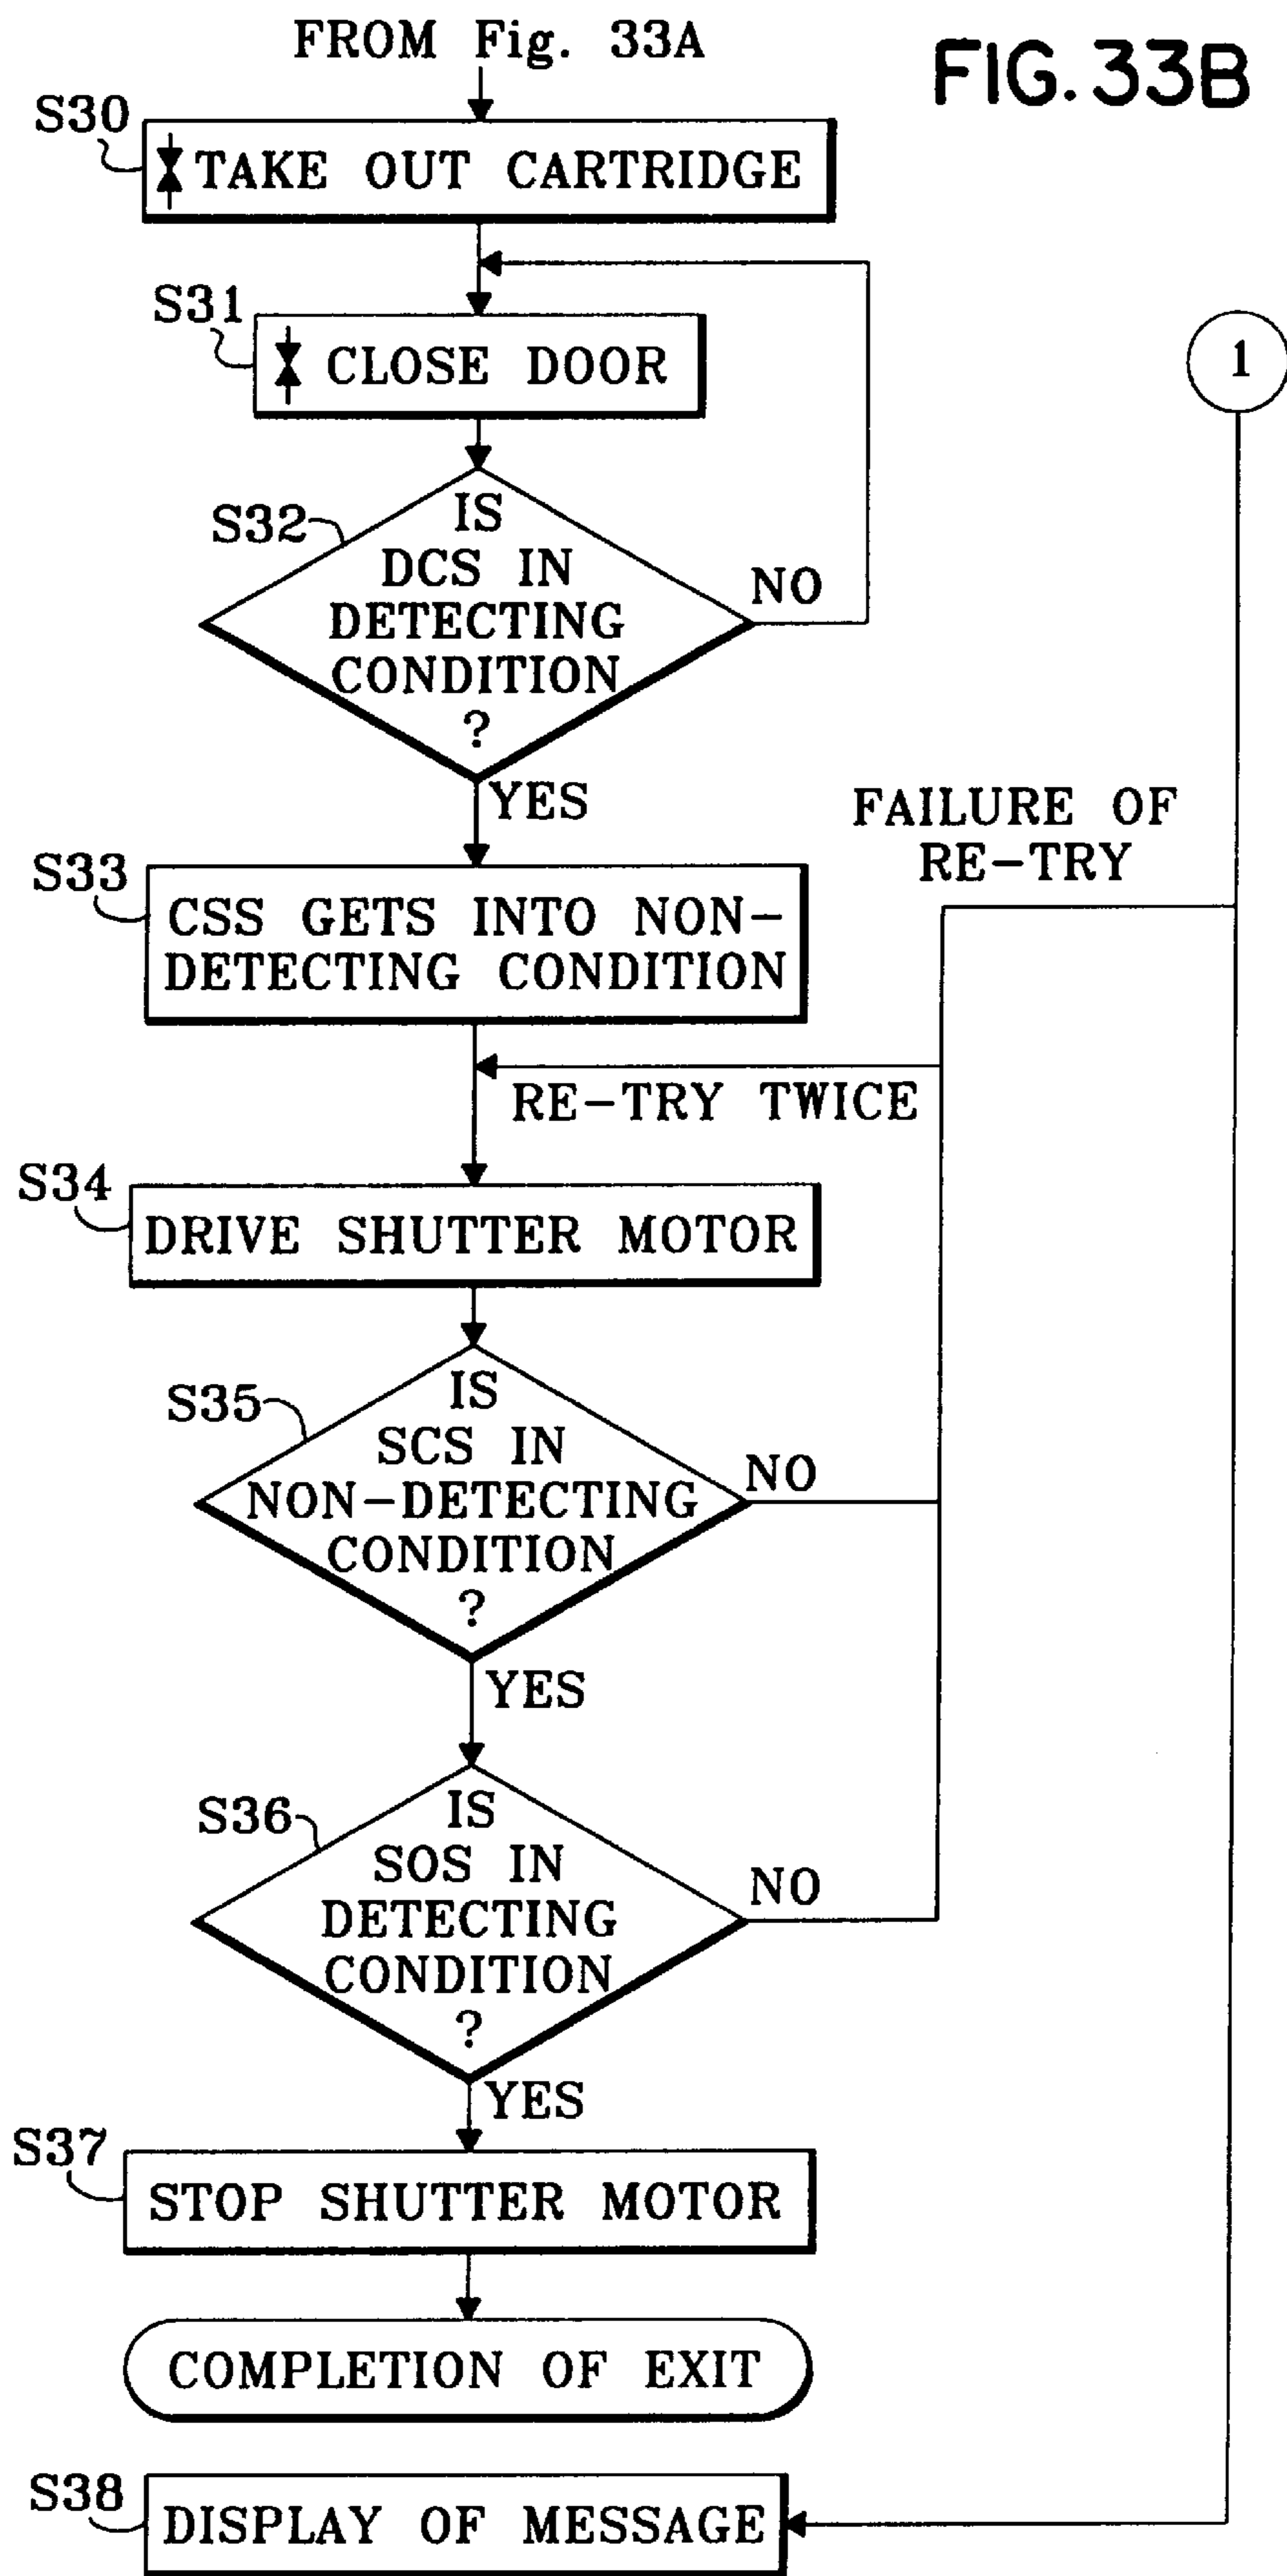 FROM Fig. 33A
FIG. 33B
S30
TAKE OUT CARTRIDGE
S31
CLOSE DOOR
1
S32
IS
DCS IN
DETECTING
CONDITION
?
NO
YES
FAILURE OF
RE-TRY
S33
CSS GETS INTO NON-
DETECTING CONDITION
RE-TRY TWICE
S34
DRIVE SHUTTER MOTOR
S35
IS
SCS IN
NON-DETECTING
CONDITION
?
NO
YES
S36
IS
SOS IN
DETECTING
CONDITION
?
NO
YES
S37
STOP SHUTTER MOTOR
COMPLETION OF EXIT
S38
DISPLAY OF MESSAGE